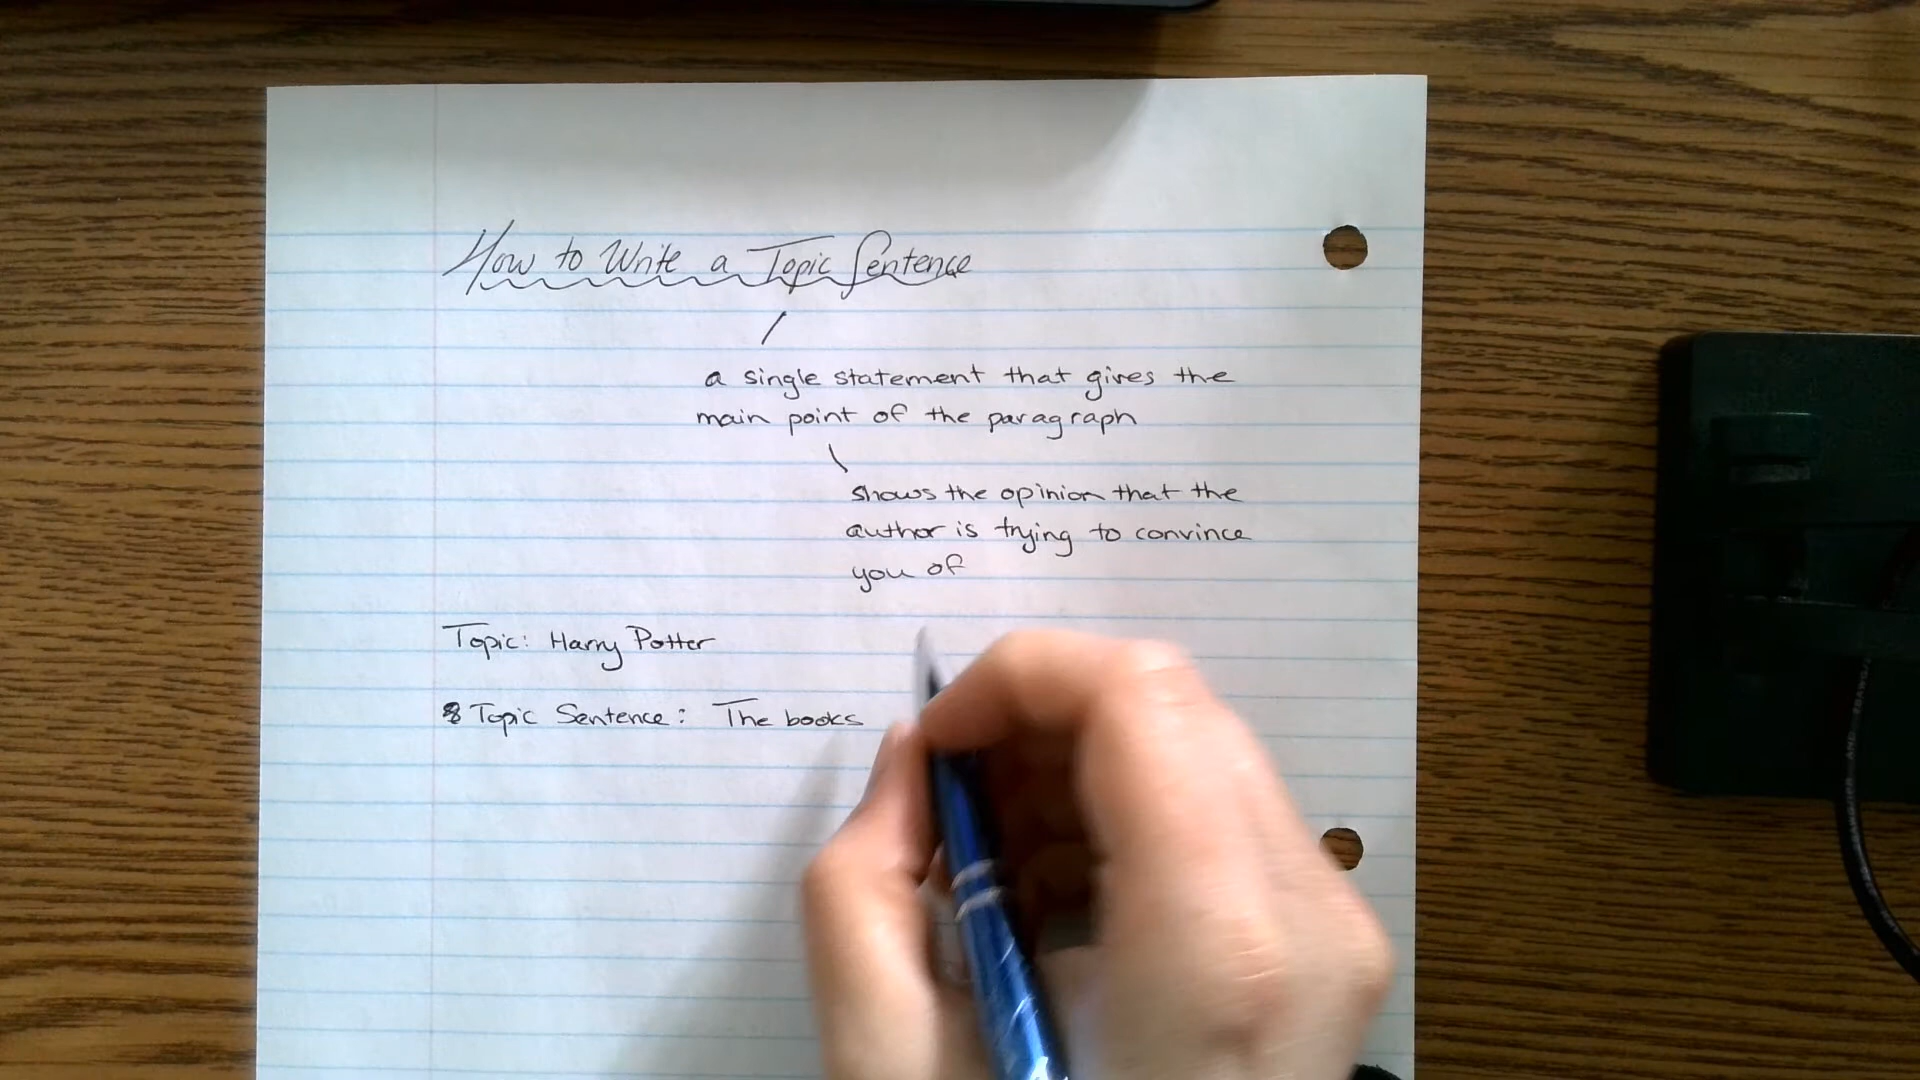 How to Write a Topic Sentence
a single statement that gives the
main point of the paragraph
shows the opinion that the
author is trying to convince
you of
Topic: Harry Potter
Topic Sentence: The books